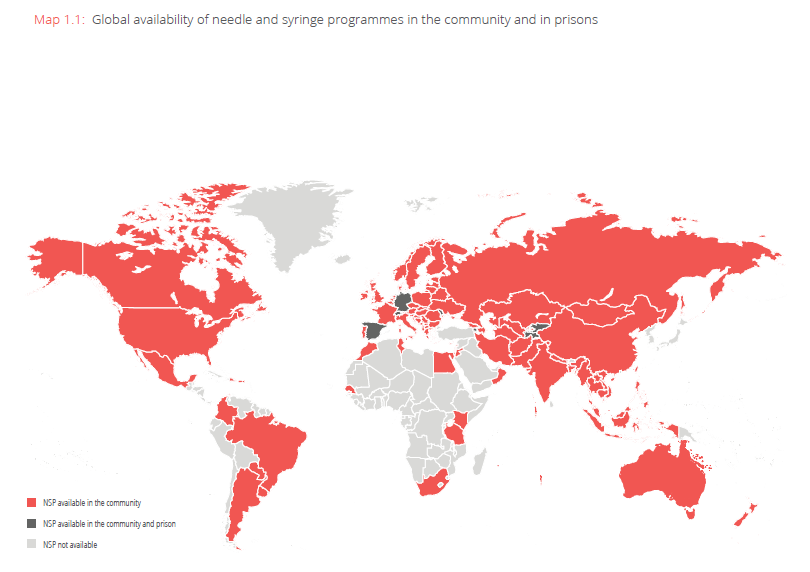 Map 1.1: Global availability of needle and syringe programmes in the community and in prisons
NSP available in the community
NSP available in the community and prison
NSP not available